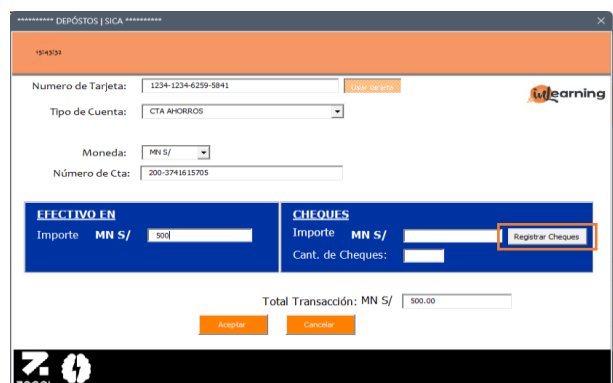 ********** DEPÓSTOS | SICA **********
15:43:32
Numero de Tarjeta: 1234-1234-6259-5841 Usar tarjeta
ivlearning
Tipo de Cuenta: CTA AHORROS
Moneda: MN S/
Número de Cta: 200-3741615705
EFECTIVO EN
Importe MN S/ 500
CHEQUES
Importe MN S/ Registrar Cheques
Cant. de Cheques:
Total Transacción: MN S/ 500.00
Aceptar Cancelar